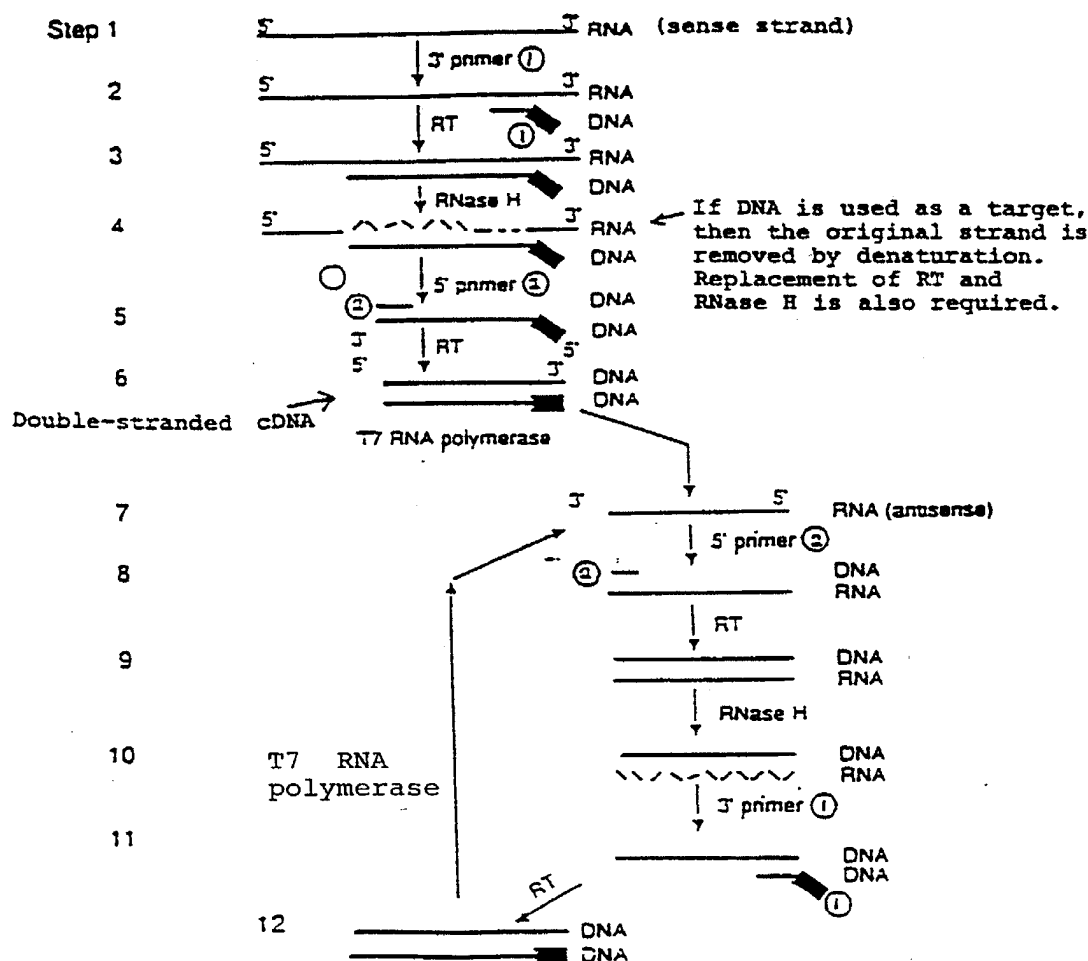 Step 1 5' 3' RNA (sense strand)
3' primer ①
2 5' 3' RNA
RT ① DNA
3 5' 3' RNA
DNA
RNase H
4 5' 3' RNA
DNA
If DNA is used as a target,
then the original strand is
removed by denaturation.
Replacement of RT and
RNase H is also required.
5' primer ②
② DNA
5 DNA
3' 5'
RT
5' 3'
6 DNA
DNA
Double-stranded cDNA
T7 RNA polymerase
3' 5'
7 RNA (antisense)
5' primer ②
8 ② DNA
RNA
RT
9 DNA
RNA
RNase H
10 DNA
RNA
T7 RNA
polymerase
3' primer ①
11 DNA
DNA
①
RT
12 DNA
DNA